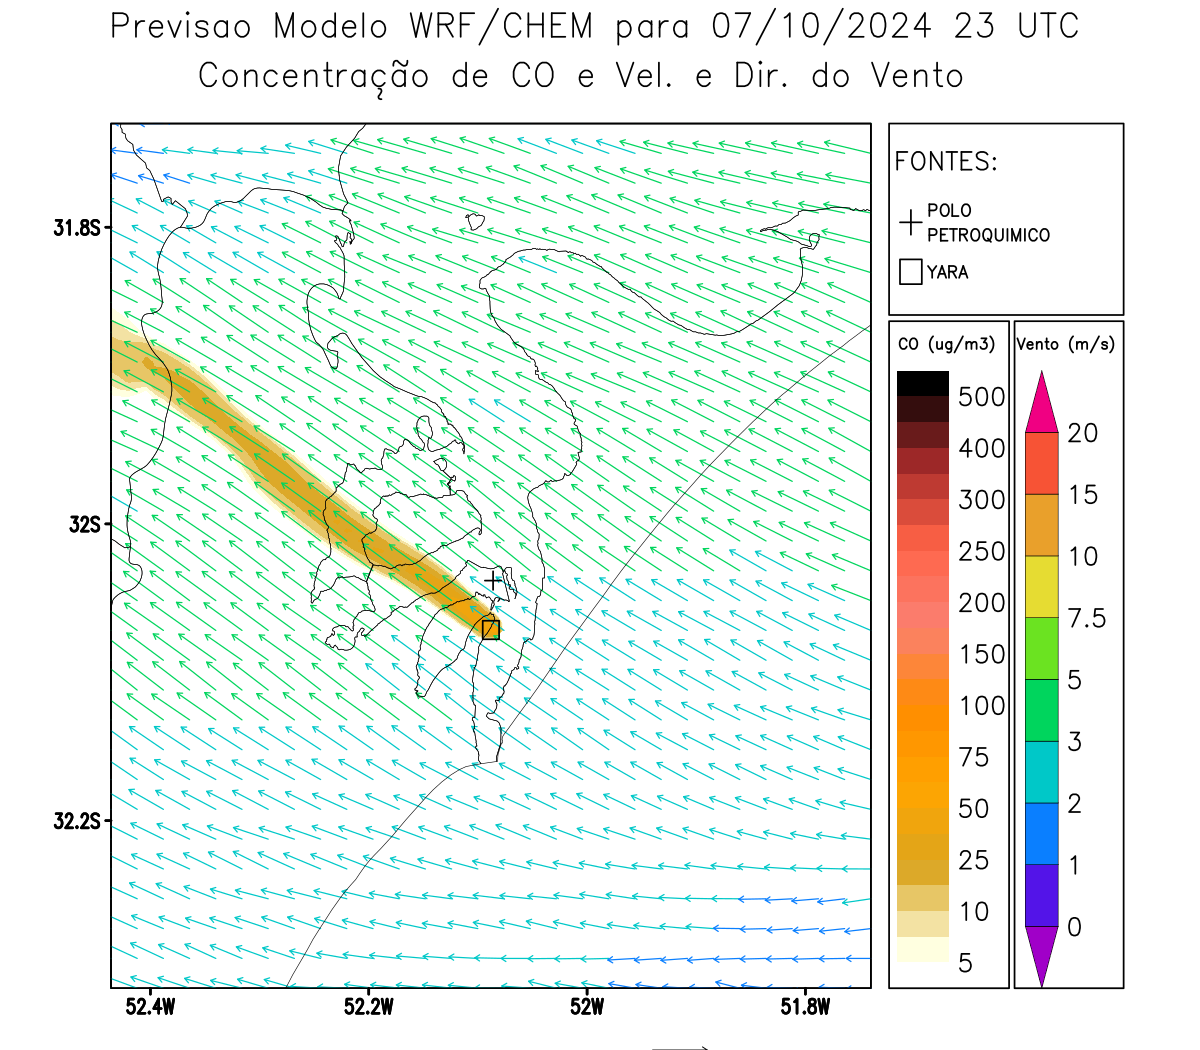 Previsao Modelo WRF/CHEM para 07/10/2024 23 UTC
Concentração de CO e Vel. e Dir. do Vento
FONTES:
POLO
PETROQUIMICO
YARA
31.8S
32S
32.2S
52.4W
52.2W
52W
51.8W
CO (ug/m3)
500
400
300
250
200
150
100
75
50
25
10
5
Vento (m/s)
20
15
10
7.5
5
3
2
1
0